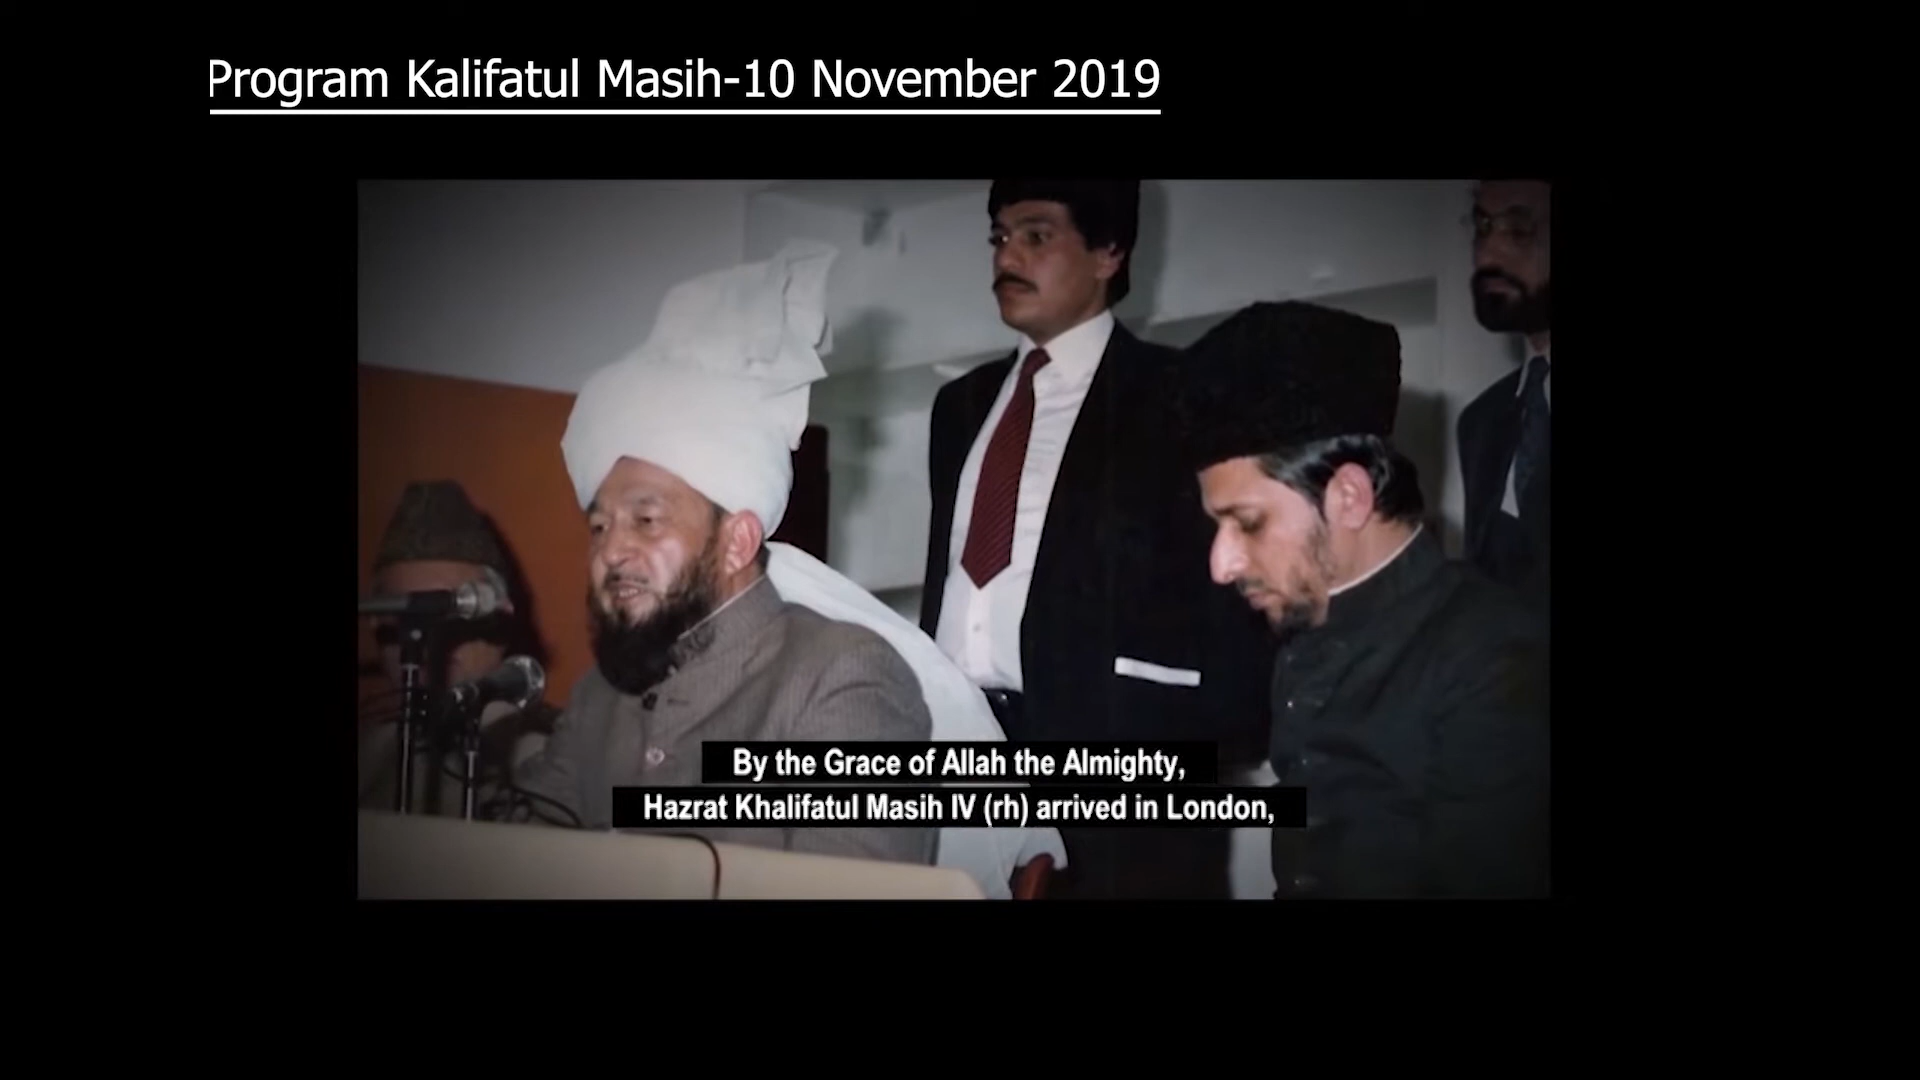 Program Kalifatul Masih-10 November 2019
By the Grace of Allah the Almighty,
Hazrat Khalifatul Masih IV (rh) arrived in London,